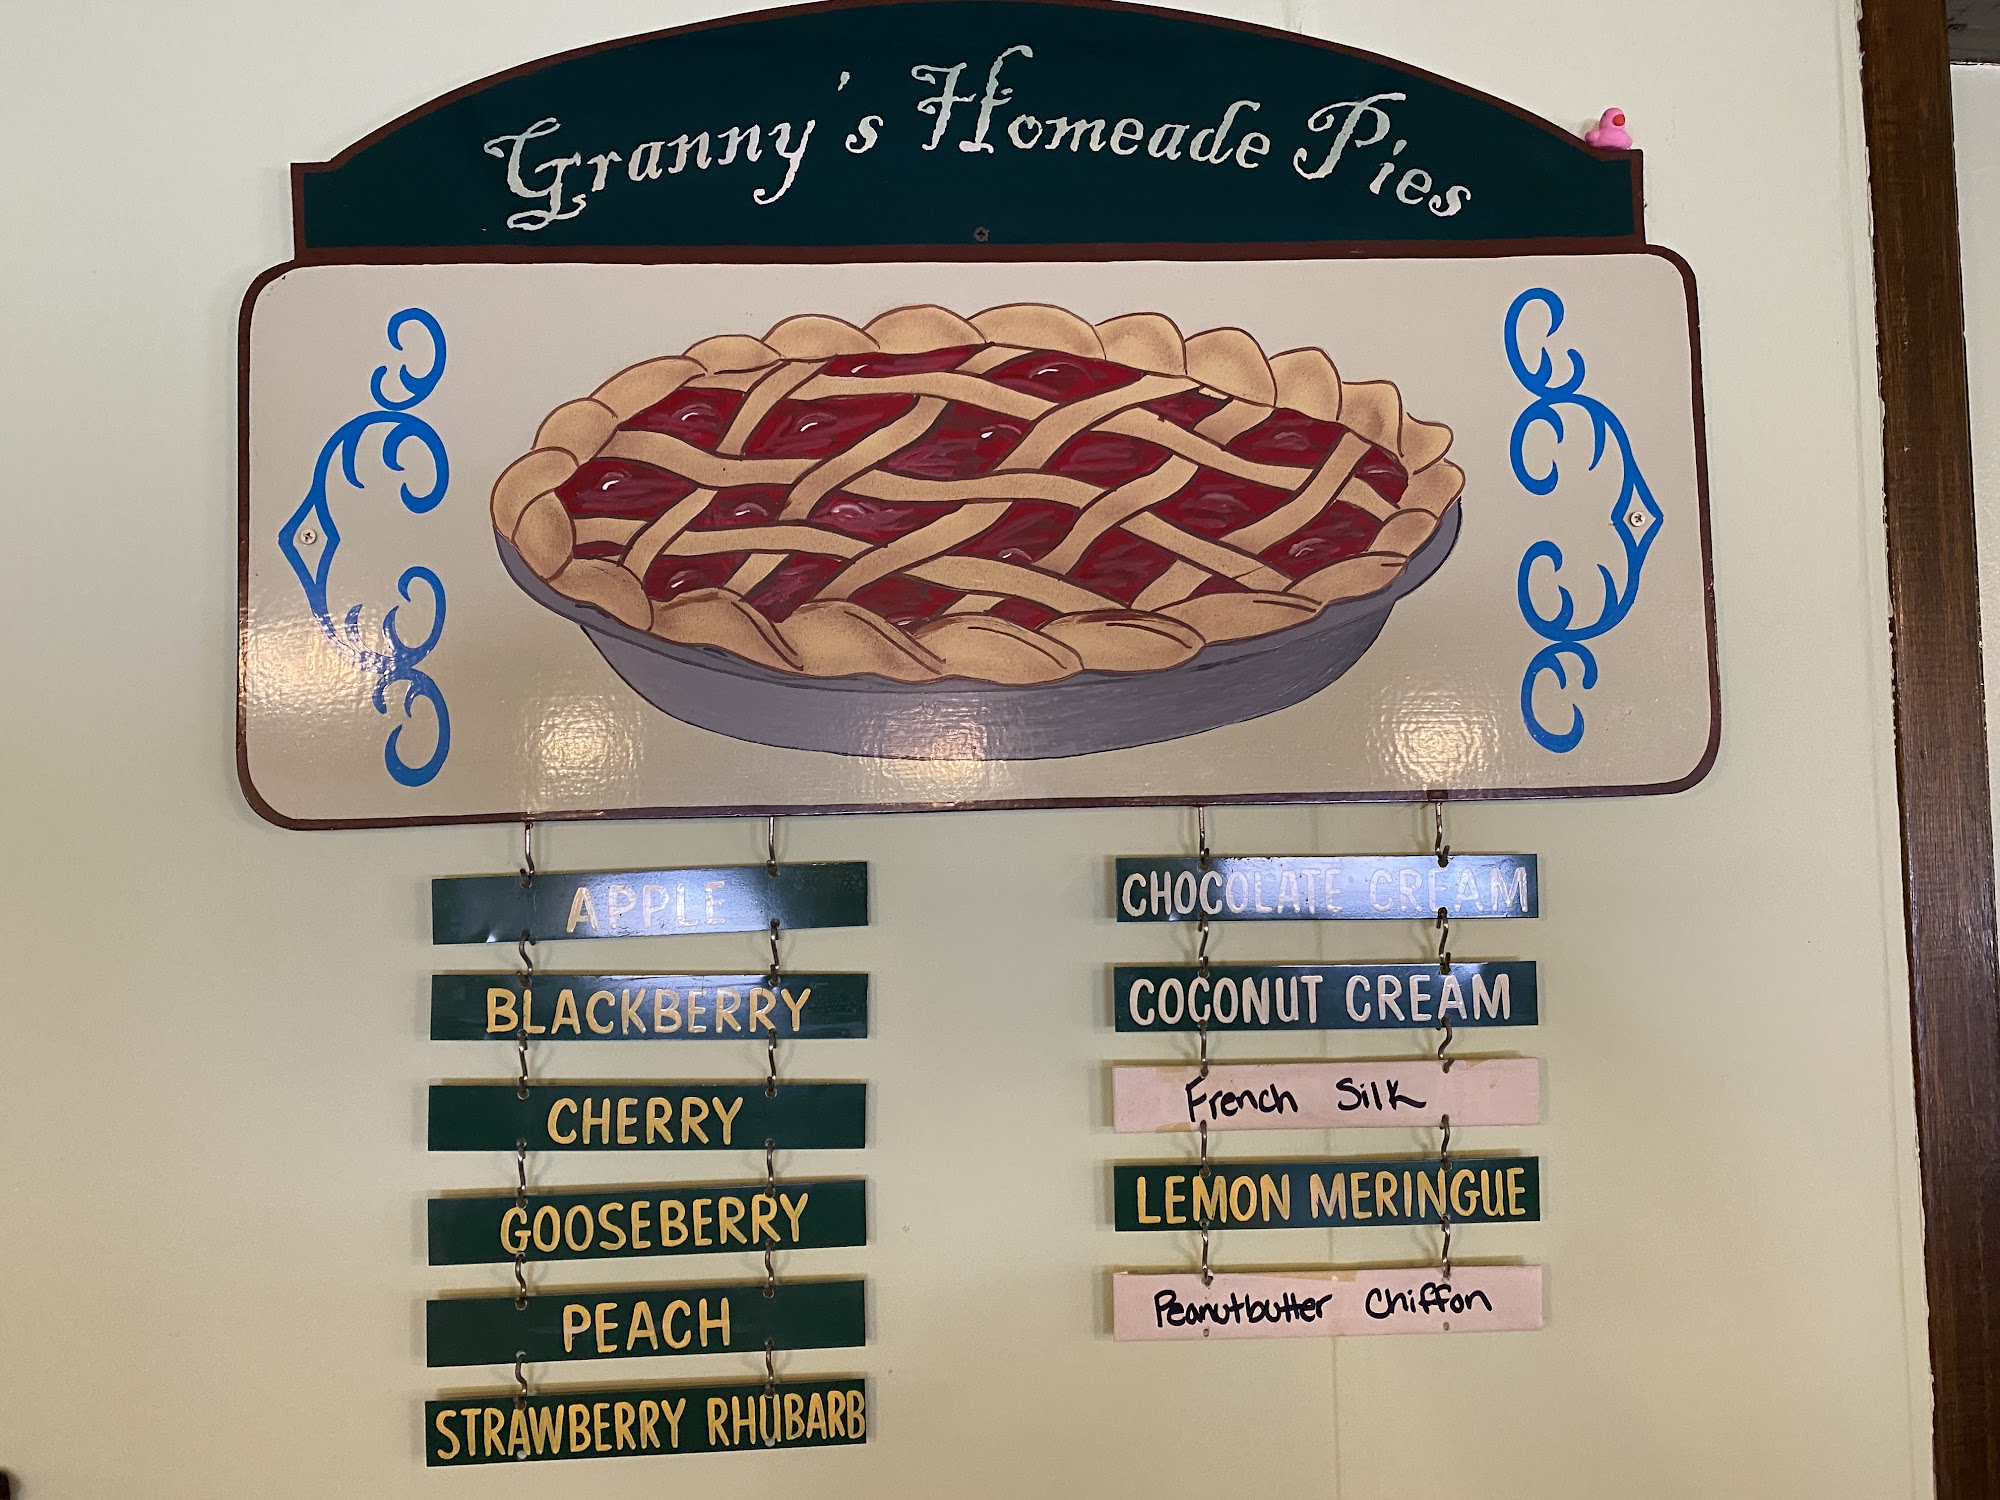 Granny's Homeade Pies
APPLE
BLACKBERRY
CHERRY
GOOSEBERRY
PEACH
STRAWBERRY RHUBARB
CHOCOLATE CREAM
COCONUT CREAM
French Silk
LEMON MERINGUE
Peanutbutter Chiffon